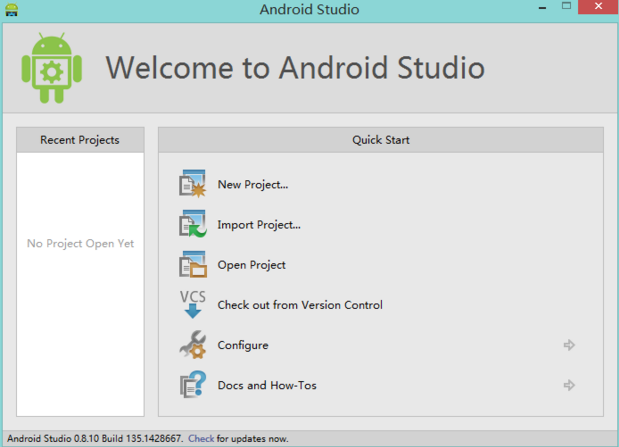 Android Studio
Welcome to Android Studio
Recent Projects
No Project Open Yet
Quick Start
New Project...
Import Project...
Open Project
VCS
Check out from Version Control
Configure
Docs and How-Tos
Android Studio 0.8.10 Build 135.1428667. Check for updates now.